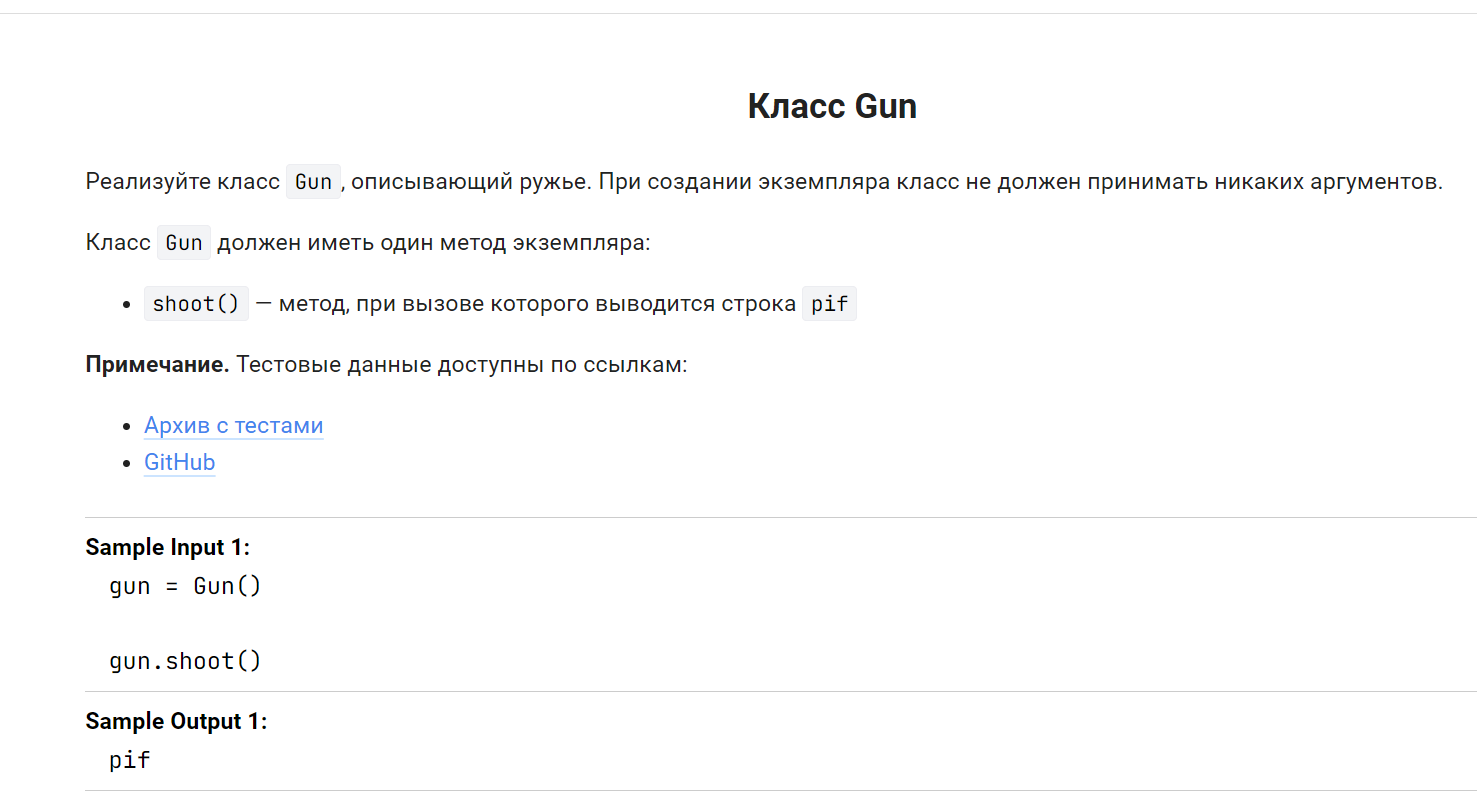 Класс Gun
Реализуйте класс Gun, описывающий ружье. При создании экземпляра класс не должен принимать никаких аргументов.
Класс Gun должен иметь один метод экземпляра:
• shoot() — метод, при вызове которого выводится строка pif
Примечание. Тестовые данные доступны по ссылкам:
• Архив с тестами
• GitHub
Sample Input 1:
gun = Gun()
gun.shoot()
Sample Output 1:
pif